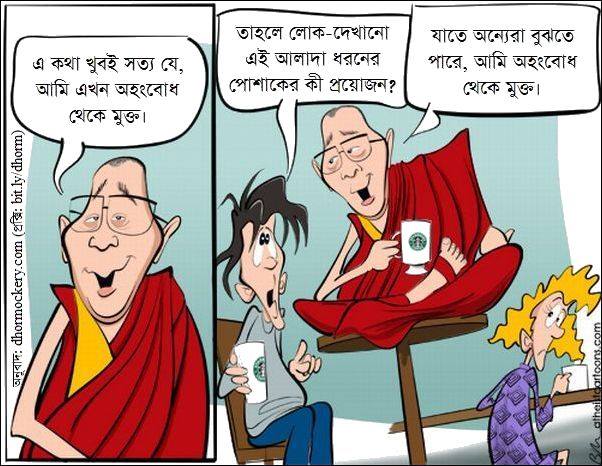 এ কথা খুবই সত্য যে,
আমি এখন অহংবোধ
থেকে মুক্ত।
তাহলে লোক-দেখানো
এই আলাদা ধরনের
পোশাকের কী প্রয়োজন?
যাতে অন্যেরা বুঝতে
পারে, আমি অহংবোধ
থেকে মুক্ত।
অনুবাদ: dhormockery.com (প্রক্সি: bit.ly/dhorm)
atheistcartoons.com